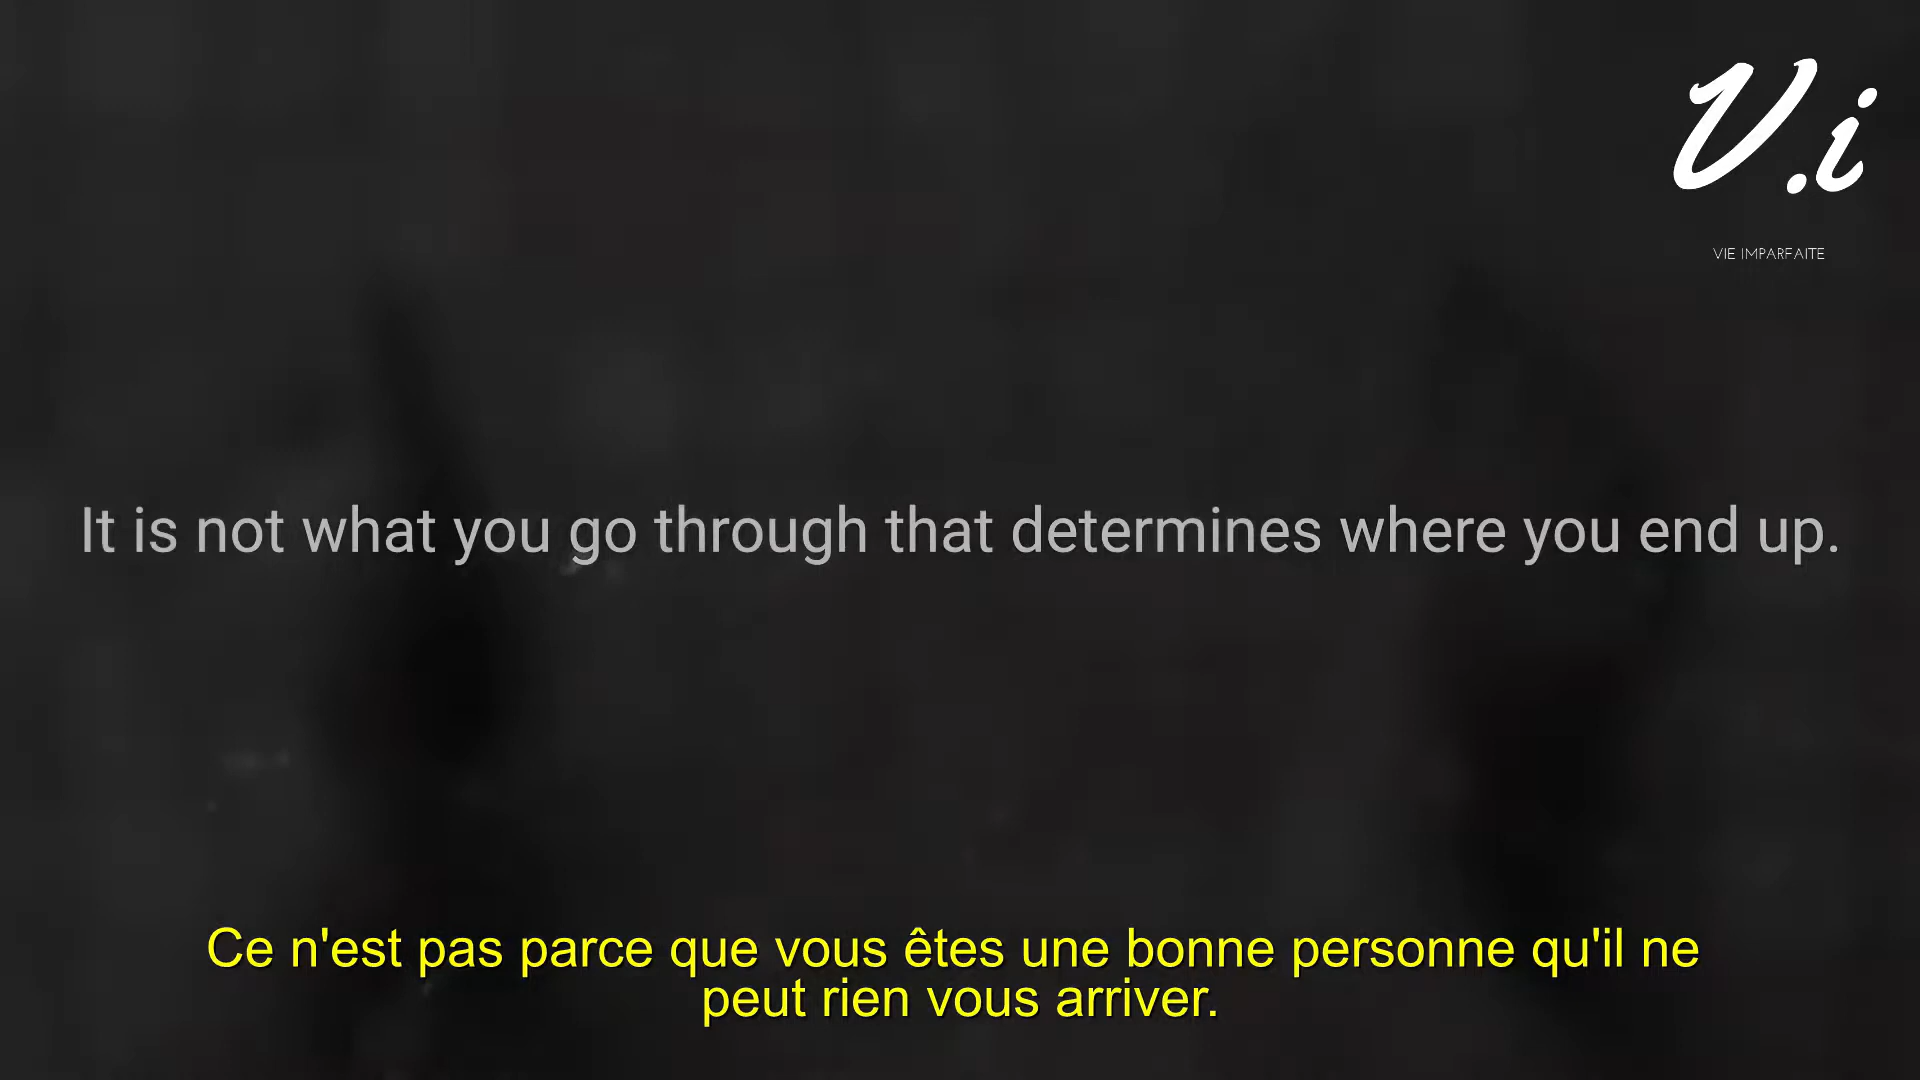 V.i
VIE IMPARFAITE
It is not what you go through that determines where you end up.
Ce n'est pas parce que vous êtes une bonne personne qu'il ne
peut rien vous arriver.